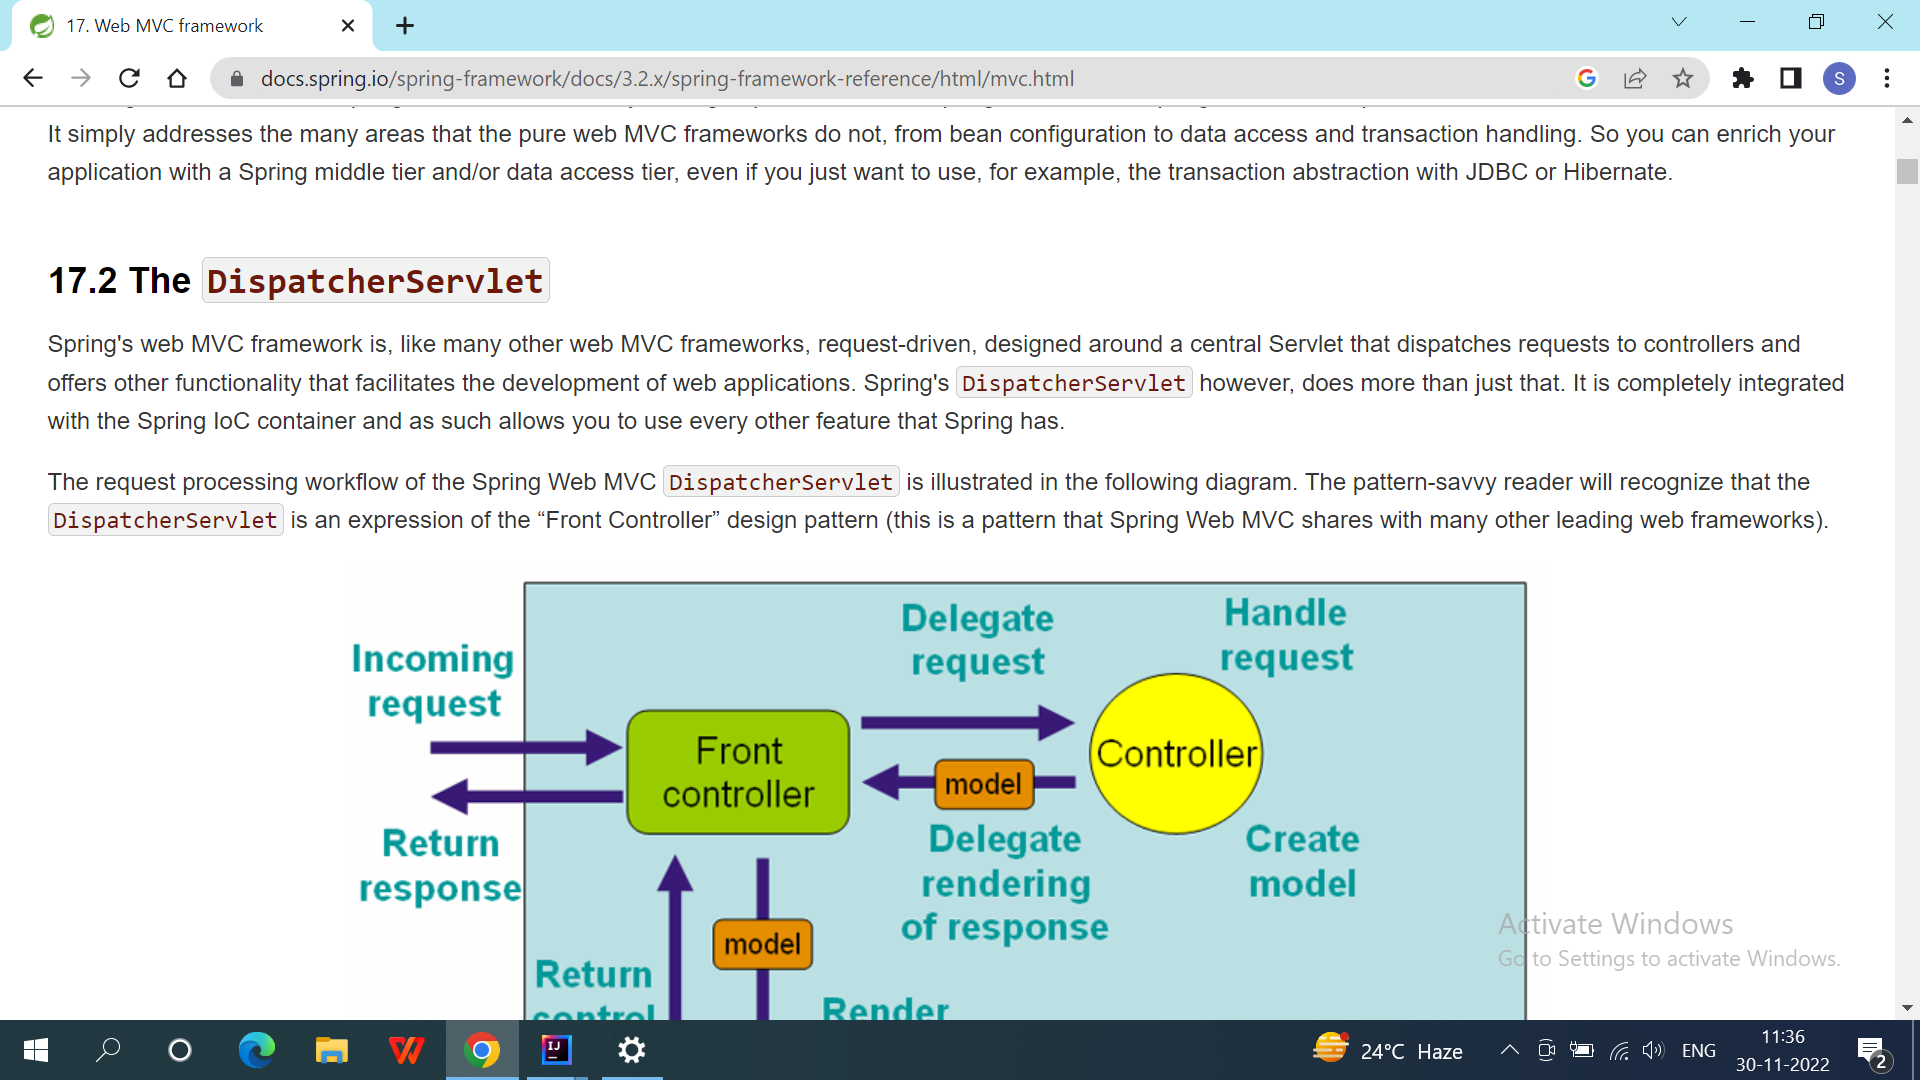 17. Web MVC framework
docs.spring.io/spring-framework/docs/3.2.x/spring-framework-reference/html/mvc.html
S
It simply addresses the many areas that the pure web MVC frameworks do not, from bean configuration to data access and transaction handling. So you can enrich your
application with a Spring middle tier and/or data access tier, even if you just want to use, for example, the transaction abstraction with JDBC or Hibernate.
17.2 The DispatcherServlet
Spring's web MVC framework is, like many other web MVC frameworks, request-driven, designed around a central Servlet that dispatches requests to controllers and
offers other functionality that facilitates the development of web applications. Spring's DispatcherServlet however, does more than just that. It is completely integrated
with the Spring IoC container and as such allows you to use every other feature that Spring has.
The request processing workflow of the Spring Web MVC DispatcherServlet is illustrated in the following diagram. The pattern-savvy reader will recognize that the
DispatcherServlet is an expression of the “Front Controller” design pattern (this is a pattern that Spring Web MVC shares with many other leading web frameworks).
Incoming
request
Delegate
request
Handle
request
Front
controller
Controller
model
Return
response
Delegate
rendering
of response
Create
model
model
Return
control
Render
Activate Windows
Go to Settings to activate Windows.
IJ
24°C Haze
ENG
11:36
30-11-2022
2